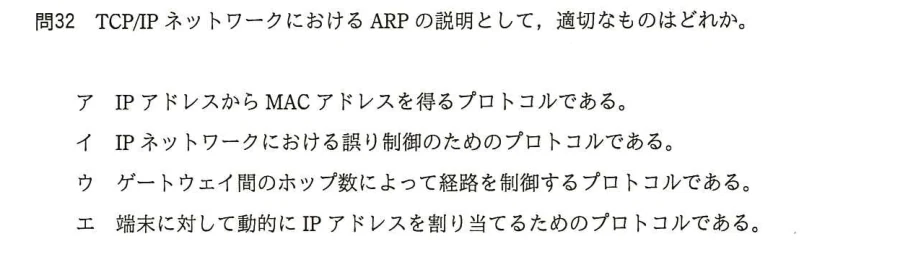 問32 TCP/IP ネットワークにおける ARP の説明として，適切なものはどれか。
ア IP アドレスから MAC アドレスを得るプロトコルである。
イ IP ネットワークにおける誤り制御のためのプロトコルである。
ウ ゲートウェイ間のホップ数によって経路を制御するプロトコルである。
エ 端末に対して動的に IP アドレスを割り当てるためのプロトコルである。